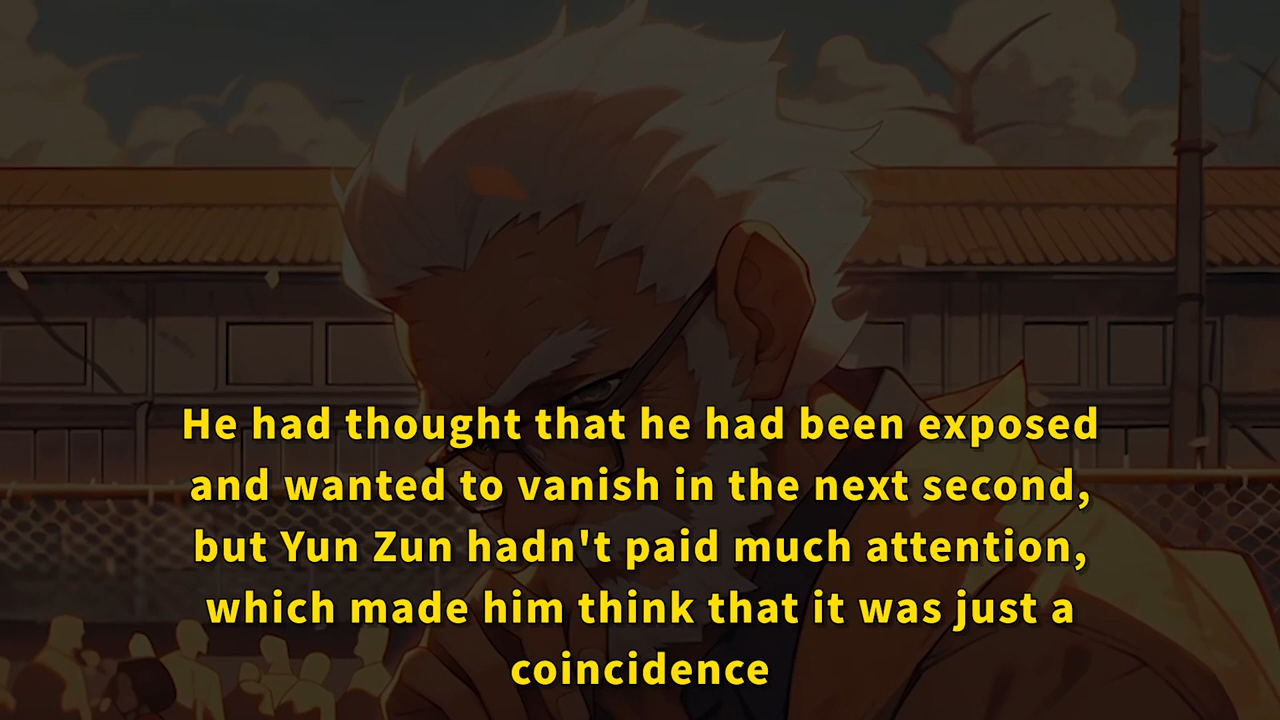 He had thought that he had been exposed
and wanted to vanish in the next second,
but Yun Zun hadn't paid much attention,
which made him think that it was just a
coincidence